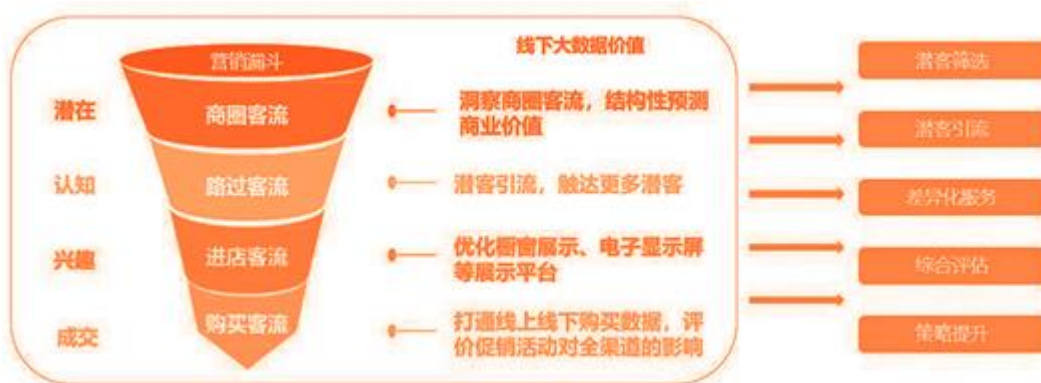 线下大数据价值
营销漏斗
潜在
商圈客流
洞察商圈客流，结构性预测
商业价值
认知
路过客流
潜客引流，触达更多潜客
兴趣
进店客流
优化橱窗展示、电子显示屏
等展示平台
成交
购买客流
打通线上线下购买数据，评
价促销活动对全渠道的影响
潜客筛选
潜客引流
差异化服务
综合评估
策略提升